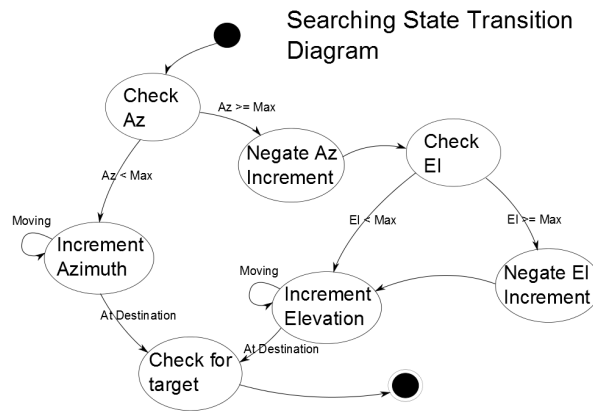 Searching State Transition
Diagram
Check
Az
Az >= Max
Negate Az
Increment
Check
El
Az < Max
El < Max
El >= Max
Moving
Increment
Azimuth
Moving
Increment
Elevation
Negate El
Increment
At Destination
At Destination
Check for
target